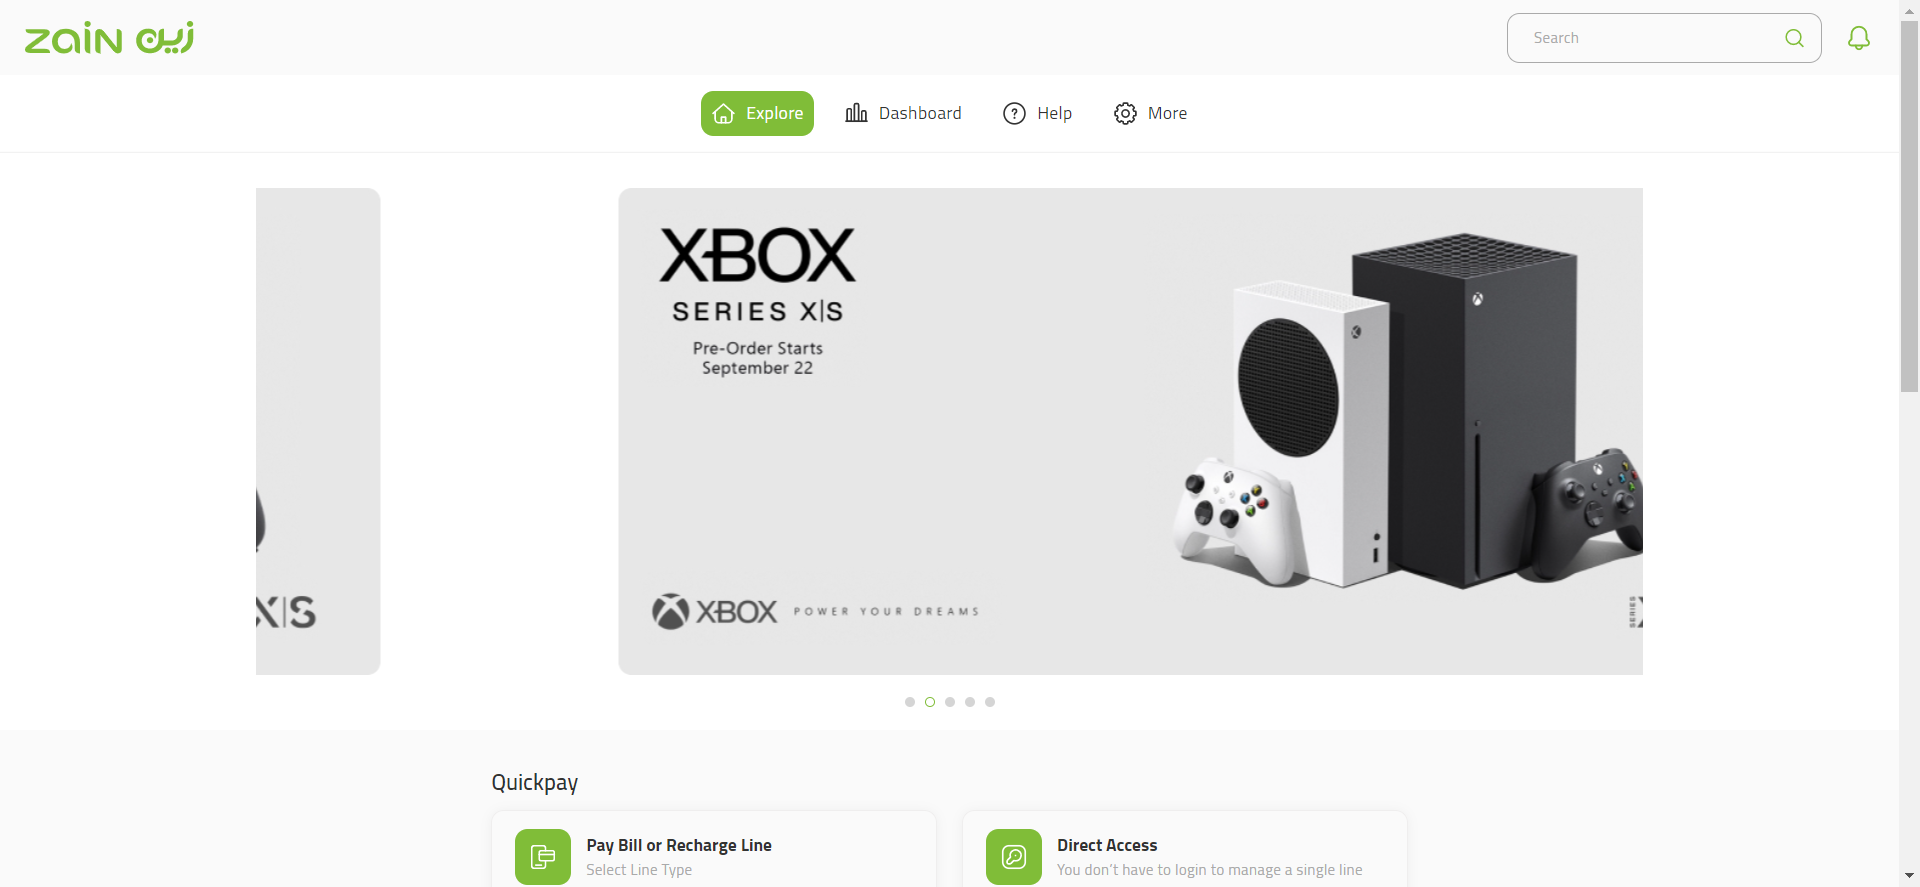 zain زين
Search
Explore
Dashboard
Help
More
XBOX
SERIES X|S
Pre-Order Starts
September 22
X|S
XBOX POWER YOUR DREAMS
SERIES
Quickpay
Pay Bill or Recharge Line
Select Line Type
Direct Access
You don't have to login to manage a single line